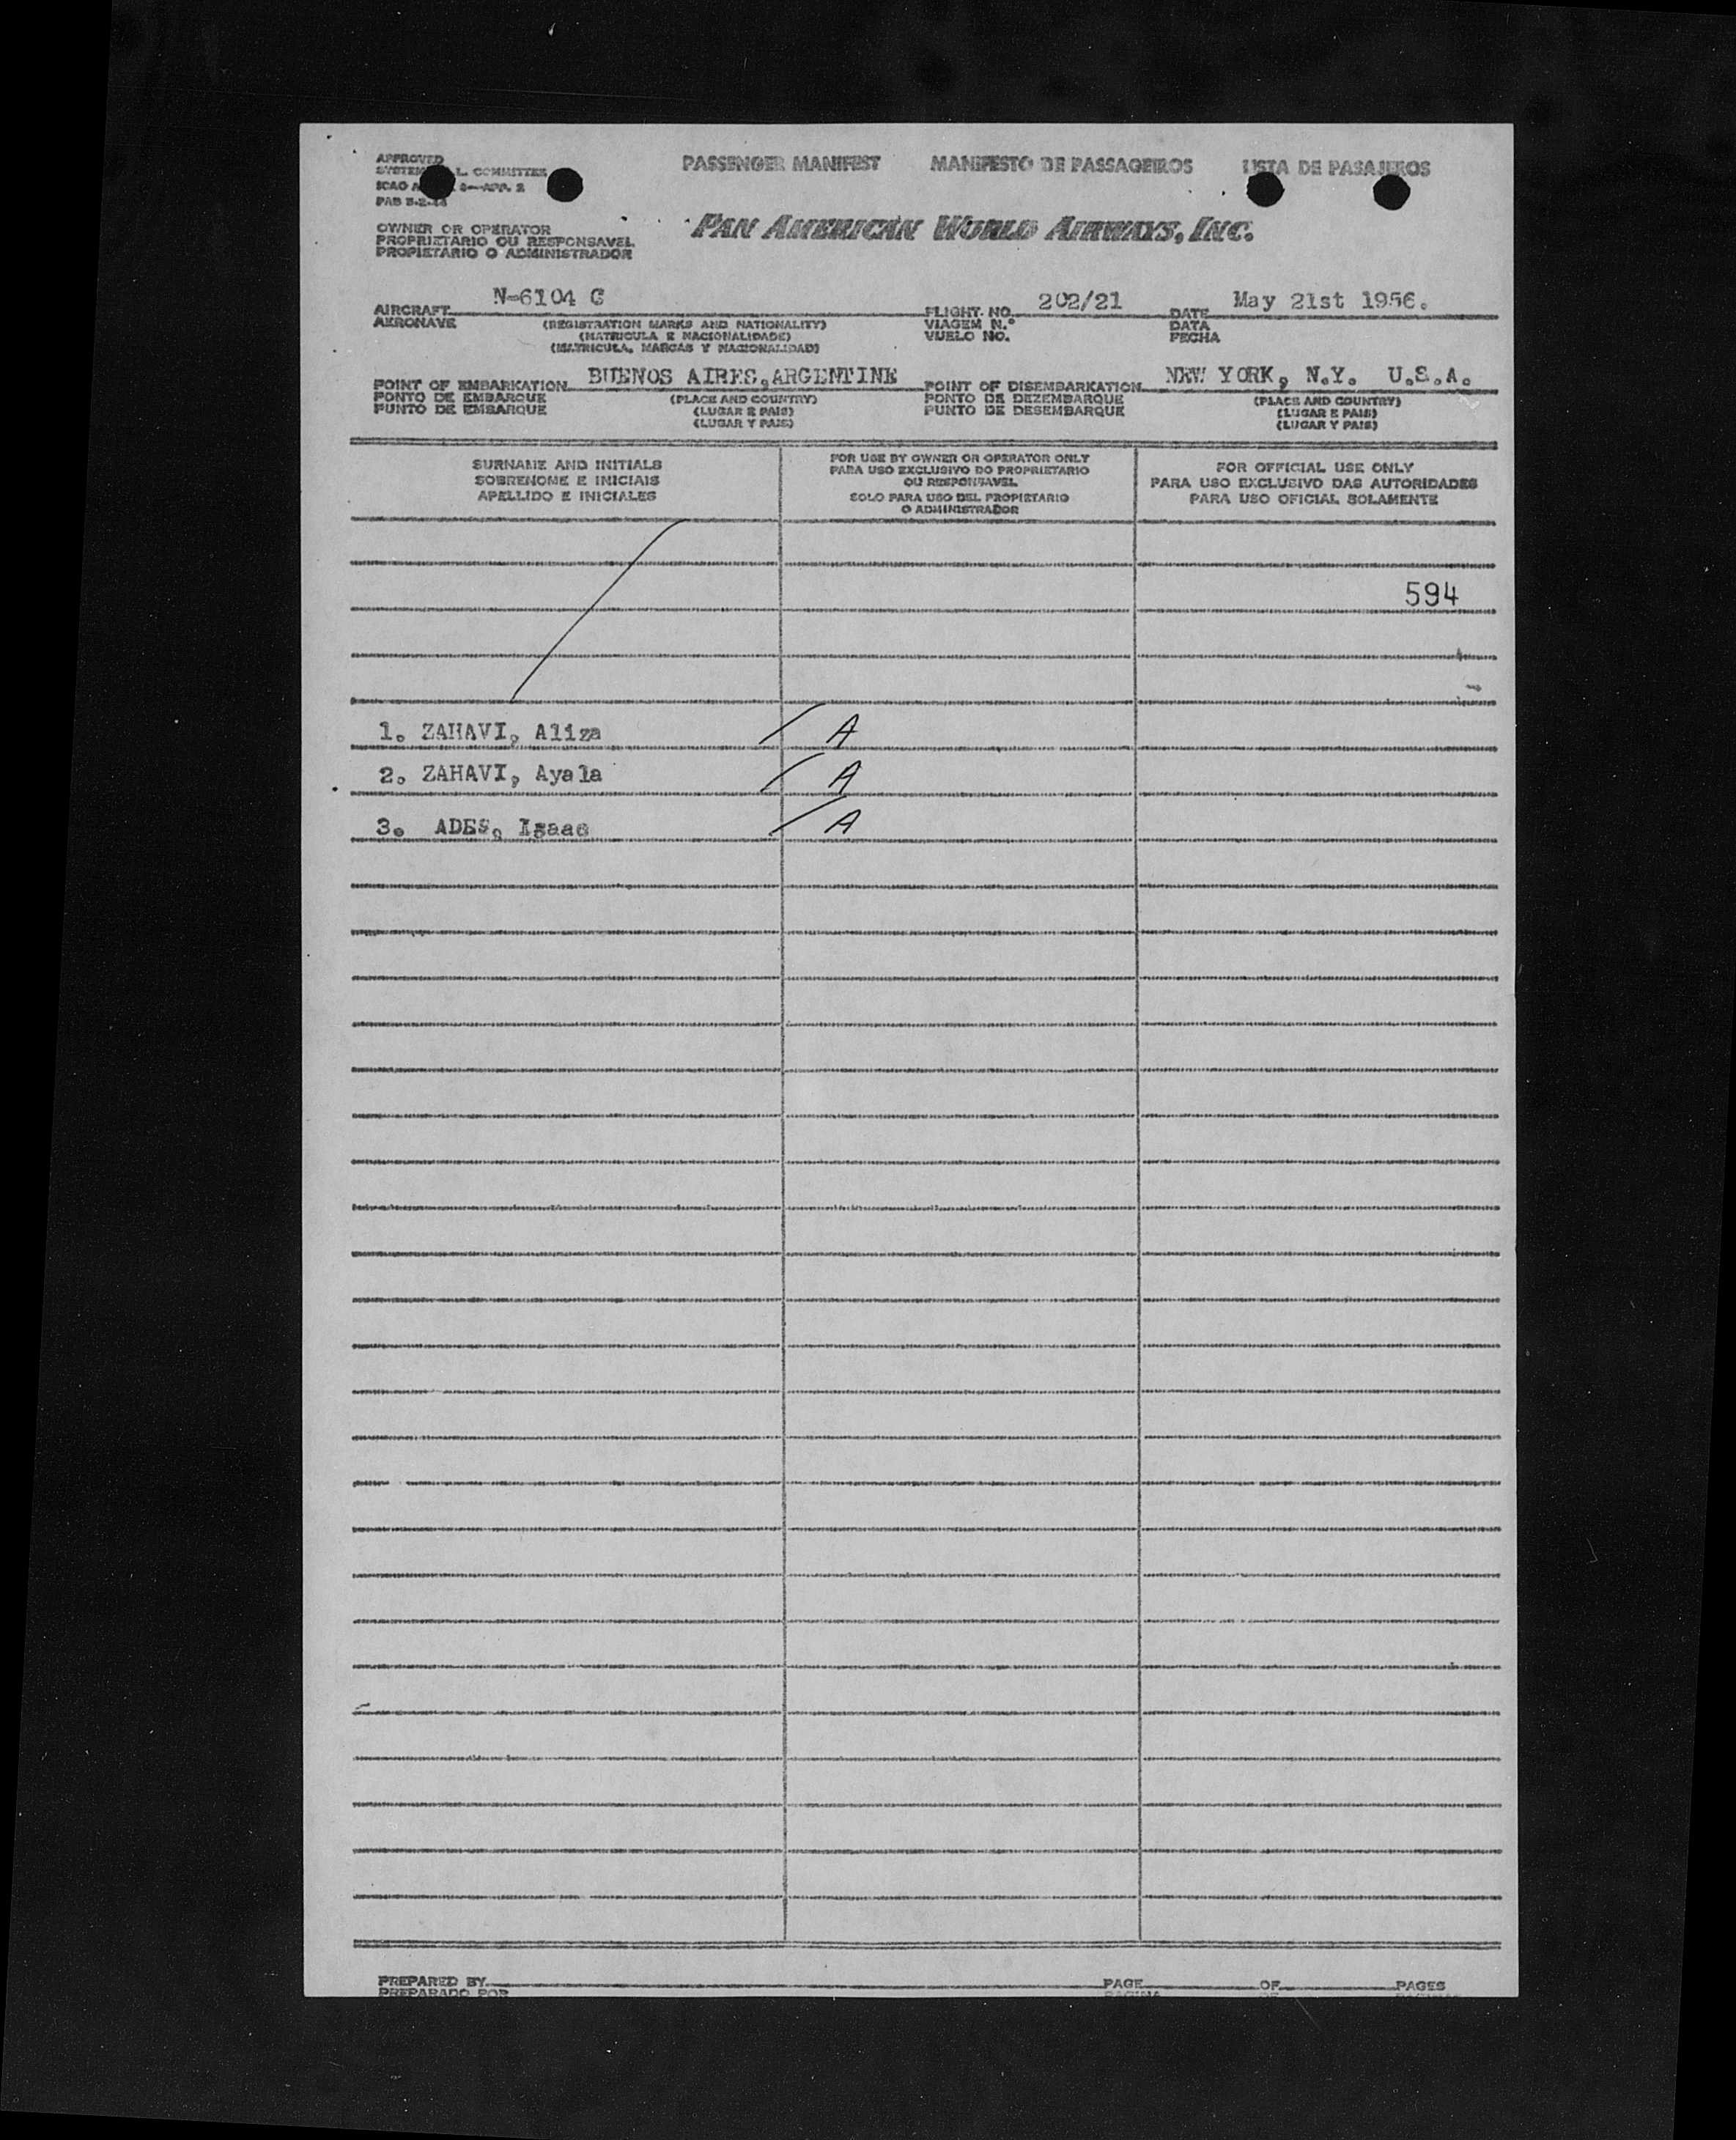 PASSENGER MANIFEST MANIFESTO DE PASSAGEIROS LISTA DE PASAJEROS
APPROVED
L. COMMITTEE
OWNER OR OPERATOR
PROPRIETARIO OU RESPONSAVEL
PROPIETARIO O ADMINISTRADOR
PAN AMERICAN WORLD AIRWAYS, INC.
AIRCRAFT N-6104 C
AERONAVE
(REGISTRATION MARKS AND NATIONALITY)
(MATRICULA E NACIONALIDADE)
(MATRICULA, MARCAS Y NACIONALIDAD)
FLIGHT NO. 202/21
VIAGEM N.º
VUELO NO.
DATE May 21st 1956.
DATA
FECHA
POINT OF EMBARKATION BUENOS AIRES,ARGENTINE
PONTO DE EMBARQUE
PUNTO DE EMBARQUE
(PLACE AND COUNTRY)
(LUGAR E PAIS)
(LUGAR Y PAIS)
POINT OF DISEMBARKATION NEW YORK, N.Y. U.S.A.
PONTO DE DEZEMBARQUE
PUNTO DE DESEMBARQUE
(PLACE AND COUNTRY)
(LUGAR E PAIS)
(LUGAR Y PAIS)
SURNAME AND INITIALS
SOBRENOME E INICIAIS
APELLIDO E INICIALES
FOR USE BY OWNER OR OPERATOR ONLY
PARA USO EXCLUSIVO DO PROPRIETARIO
OU RESPONSAVEL
SOLO PARA USO DEL PROPIETARIO
O ADMINISTRADOR
FOR OFFICIAL USE ONLY
PARA USO EXCLUSIVO DAS AUTORIDADES
PARA USO OFICIAL SOLAMENTE
594
1. ZAHAVI, Aliza A
2. ZAHAVI, Ayala A
3. ADES, Isaac A
PREPARED BY PAGE OF PAGES
PREPARADO POR